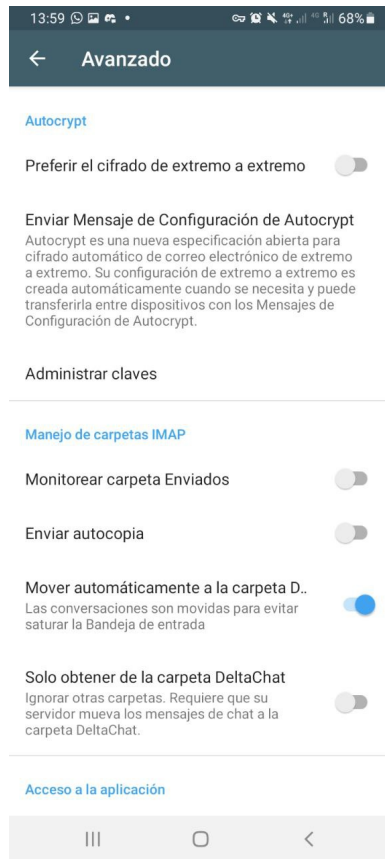 13:59
4G+ 4G R 68%
Avanzado
Autocrypt
Preferir el cifrado de extremo a extremo
Enviar Mensaje de Configuración de Autocrypt
Autocrypt es una nueva especificación abierta para
cifrado automático de correo electrónico de extremo
a extremo. Su configuración de extremo a extremo es
creada automáticamente cuando se necesita y puede
transferirla entre dispositivos con los Mensajes de
Configuración de Autocrypt.
Administrar claves
Manejo de carpetas IMAP
Monitorear carpeta Enviados
Enviar autocopia
Mover automáticamente a la carpeta D..
Las conversaciones son movidas para evitar
saturar la Bandeja de entrada
Solo obtener de la carpeta DeltaChat
Ignorar otras carpetas. Requiere que su
servidor mueva los mensajes de chat a la
carpeta DeltaChat.
Acceso a la aplicación